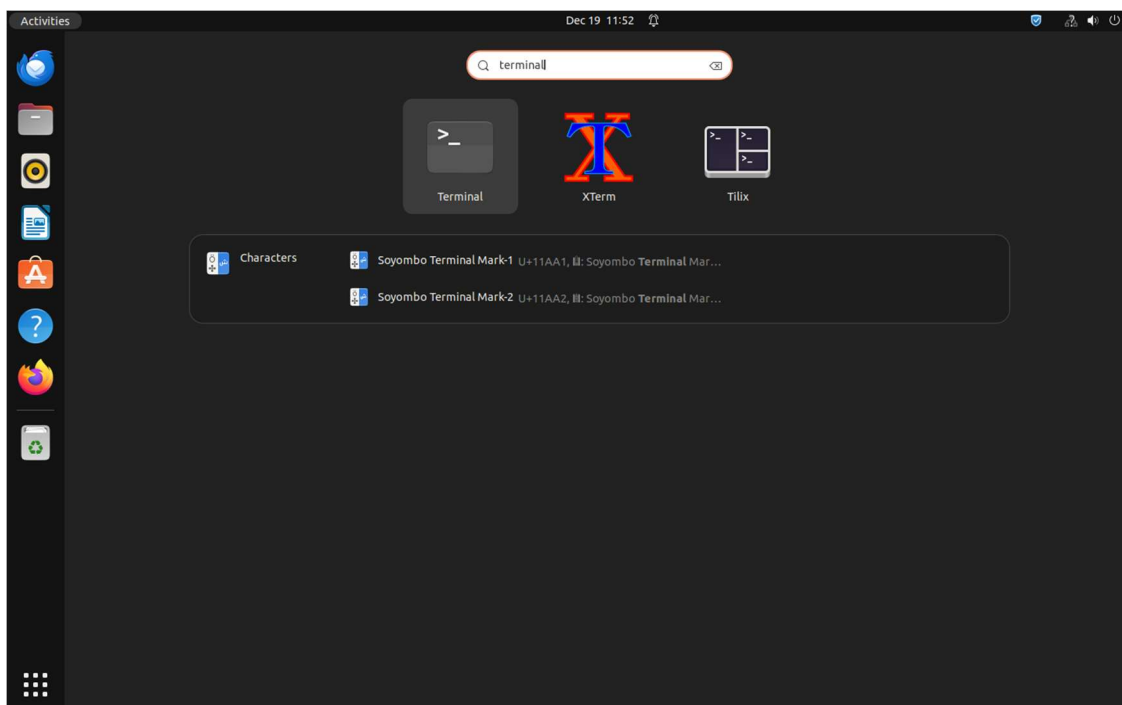 Activities
Dec 19 11:52
terminal
Terminal
XTerm
Tilix
Characters
Soyombo Terminal Mark-1 U+11AA1, 𑪡: Soyombo Terminal Mar...
Soyombo Terminal Mark-2 U+11AA2, 𑪢: Soyombo Terminal Mar...